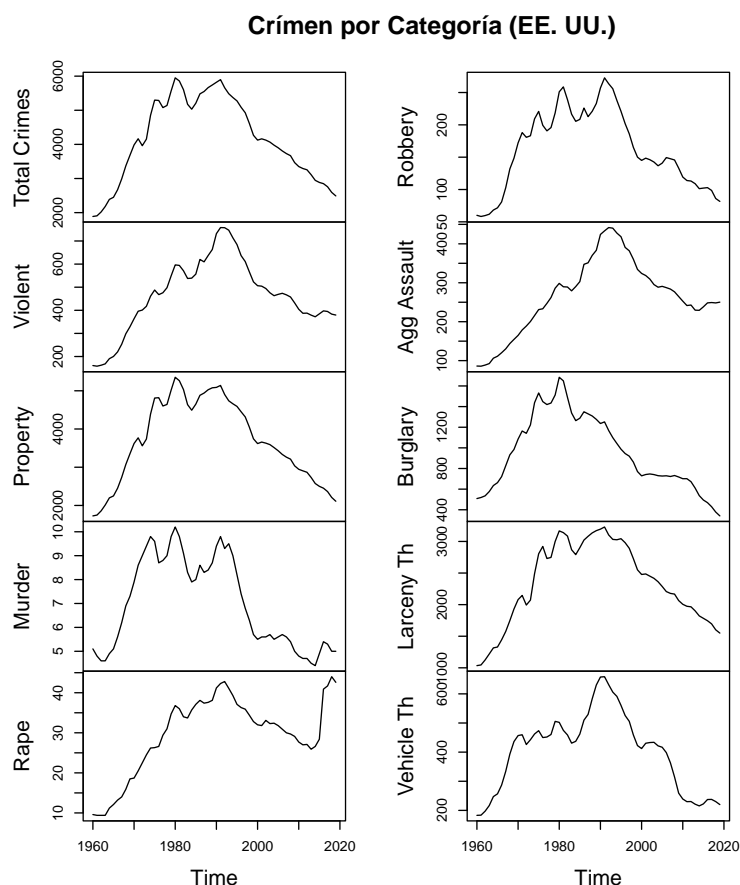 Crímen por Categoría (EE. UU.)
Total Crimes
2000 4000 6000
Violent
200 400 600
Property
2000 4000
Murder
5 6 7 8 9 10
Rape
10 20 30 40
1960 1980 2000 2020
Time
Robbery
50 100 200
Agg Assault
100 200 300 400
Burglary
400 800 1200
Larceny Th
1000 2000 3000
Vehicle Th
200 400 600
1960 1970 1980 1990 2000 2010 2020
Time